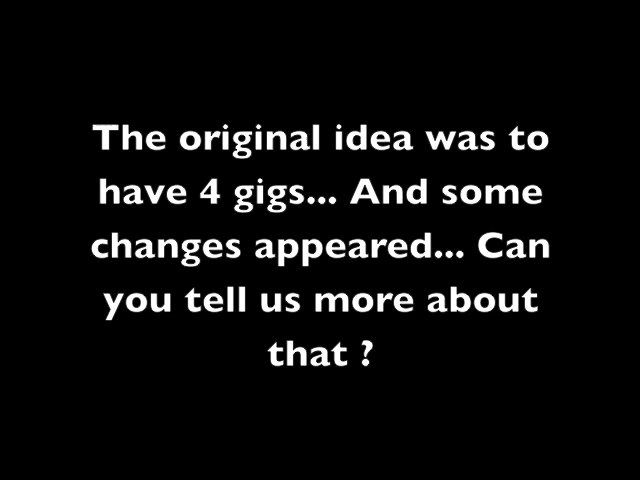 The original idea was to
have 4 gigs... And some
changes appeared... Can
you tell us more about
that ?